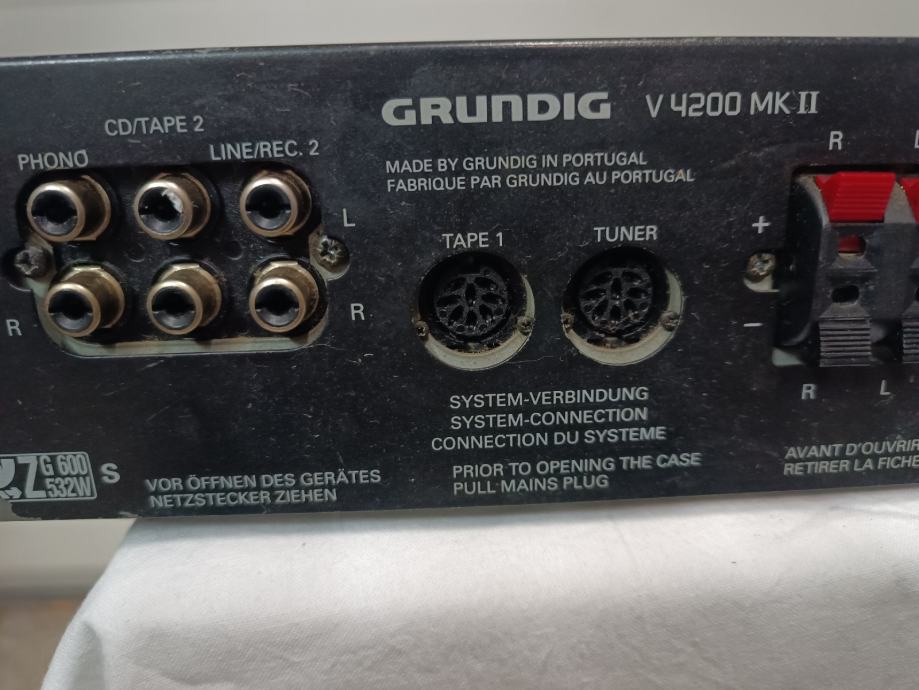 GRUNDIG V 4200 MK II
CD/TAPE 2
PHONO LINE/REC. 2
MADE BY GRUNDIG IN PORTUGAL
FABRIQUE PAR GRUNDIG AU PORTUGAL
R
L
R
R
TAPE 1 TUNER
+
−
R L
SYSTEM-VERBINDUNG
SYSTEM-CONNECTION
CONNECTION DU SYSTEME
Z G 600
532W
S
VOR ÖFFNEN DES GERÄTES
NETZSTECKER ZIEHEN
PRIOR TO OPENING THE CASE
PULL MAINS PLUG
AVANT D'OUVRIR
RETIRER LA FICHE